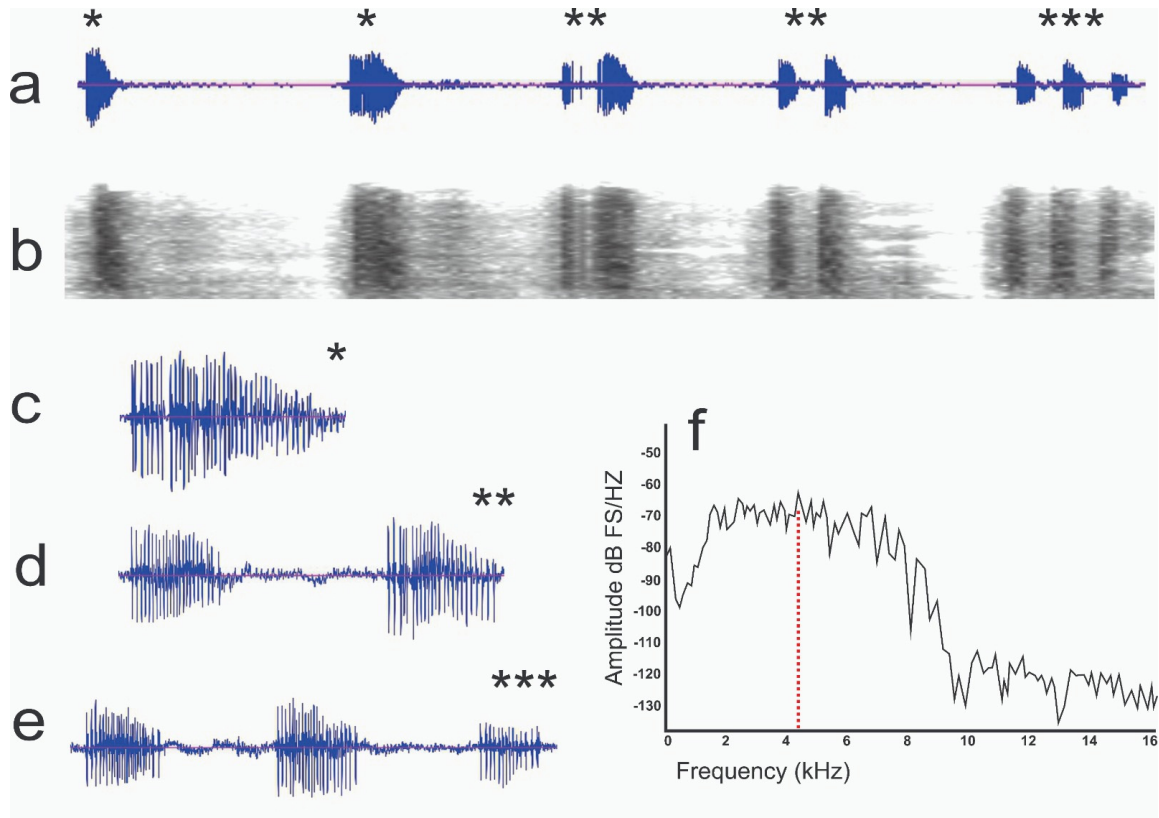 * * ** ** ***
a
b
c *
d **
e ***
f
Amplitude dB FS/HZ
-50
-60
-70
-80
-90
-100
-110
-120
-130
0 2 4 6 8 10 12 14 16
Frequency (kHz)